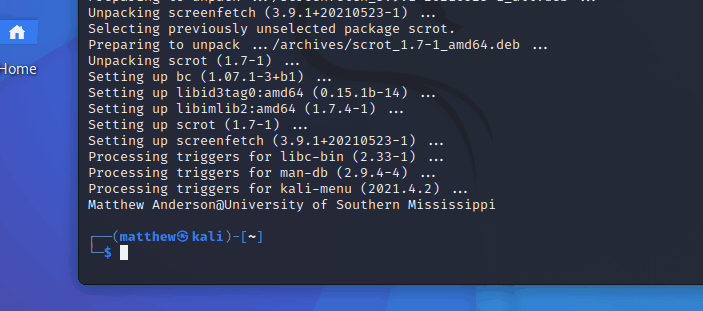 Unpacking screenfetch (3.9.1+20210523-1) ...
Selecting previously unselected package scrot.
Preparing to unpack .../archives/scrot_1.7-1_amd64.deb ...
Unpacking scrot (1.7-1) ...
Setting up bc (1.07.1-3+b1) ...
Setting up libid3tag0:amd64 (0.15.1b-14) ...
Setting up libimlib2:amd64 (1.7.4-1) ...
Setting up scrot (1.7-1) ...
Setting up screenfetch (3.9.1+20210523-1) ...
Processing triggers for libc-bin (2.33-1) ...
Processing triggers for man-db (2.9.4-4) ...
Processing triggers for kali-menu (2021.4.2) ...
Matthew Anderson@University of Southern Mississippi
┌──(matthew㉿kali)-[~]
└─$
Home